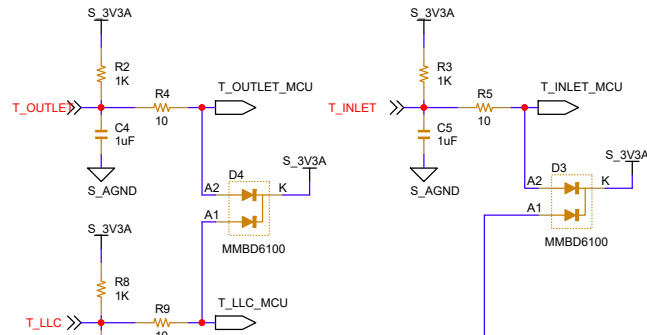 S_3V3A
R2
1K
T_OUTLET
R4
10
T_OUTLET_MCU
C4
1uF
S_AGND
D4
S_3V3A
A2
K
A1
MMBD6100
S_3V3A
R8
1K
T_LLC
R9
T_LLC_MCU
S_3V3A
R3
1K
T_INLET
R5
10
T_INLET_MCU
C5
1uF
S_AGND
D3
S_3V3A
A2
K
A1
MMBD6100